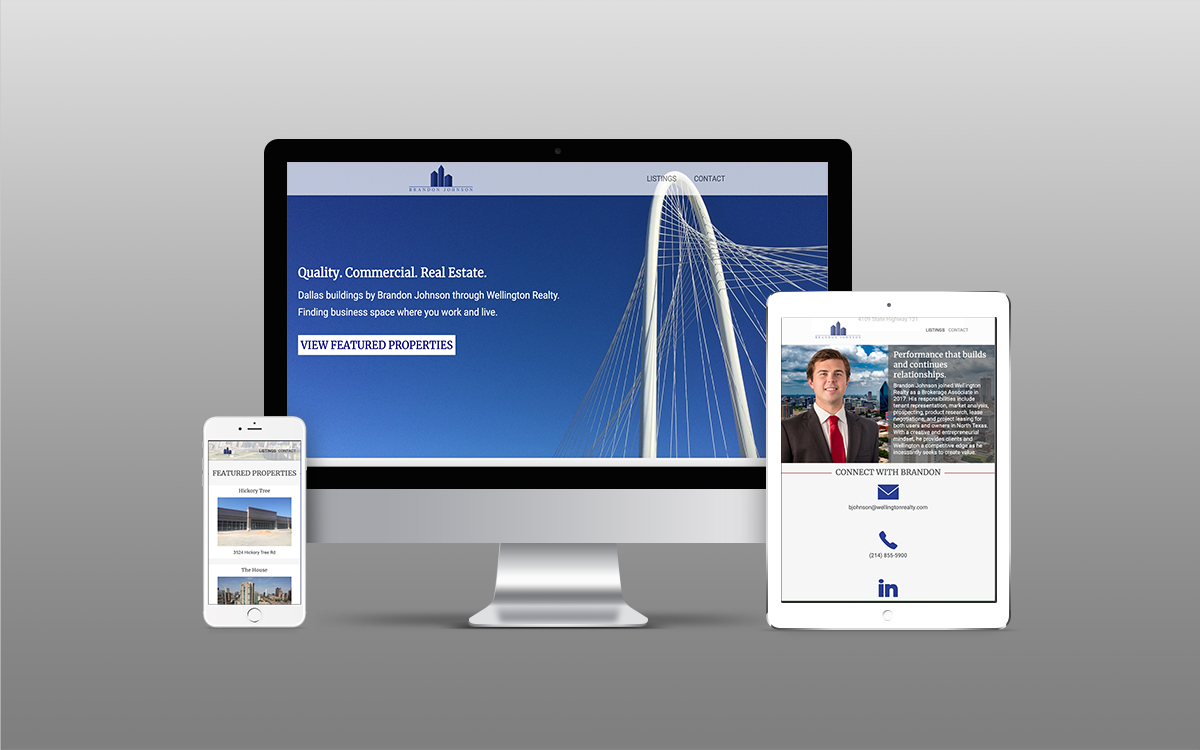 BRANDON JOHNSON
LISTINGS CONTACT
Quality. Commercial. Real Estate.
Dallas buildings by Brandon Johnson through Wellington Realty.
Finding business space where you work and live.
VIEW FEATURED PROPERTIES
LISTINGS CONTACT
FEATURED PROPERTIES
Hickory Tree
3524 Hickory Tree Rd
The House
4109 State Highway 121
BRANDON JOHNSON
LISTINGS CONTACT
Performance that builds
and continues
relationships.
Brandon Johnson joined Wellington
Realty as a Brokerage Associate in
2017. His responsibilities include
tenant representation, market analysis,
prospecting, product research, lease
negotiations, and project leasing for
both users and owners in North Texas.
With a creative and entrepreneurial
mindset, he provides clients and
Wellington a competitive edge as he
incessantly seeks to create value.
CONNECT WITH BRANDON
bjohnson@wellingtonrealty.com
(214) 855-5900
in